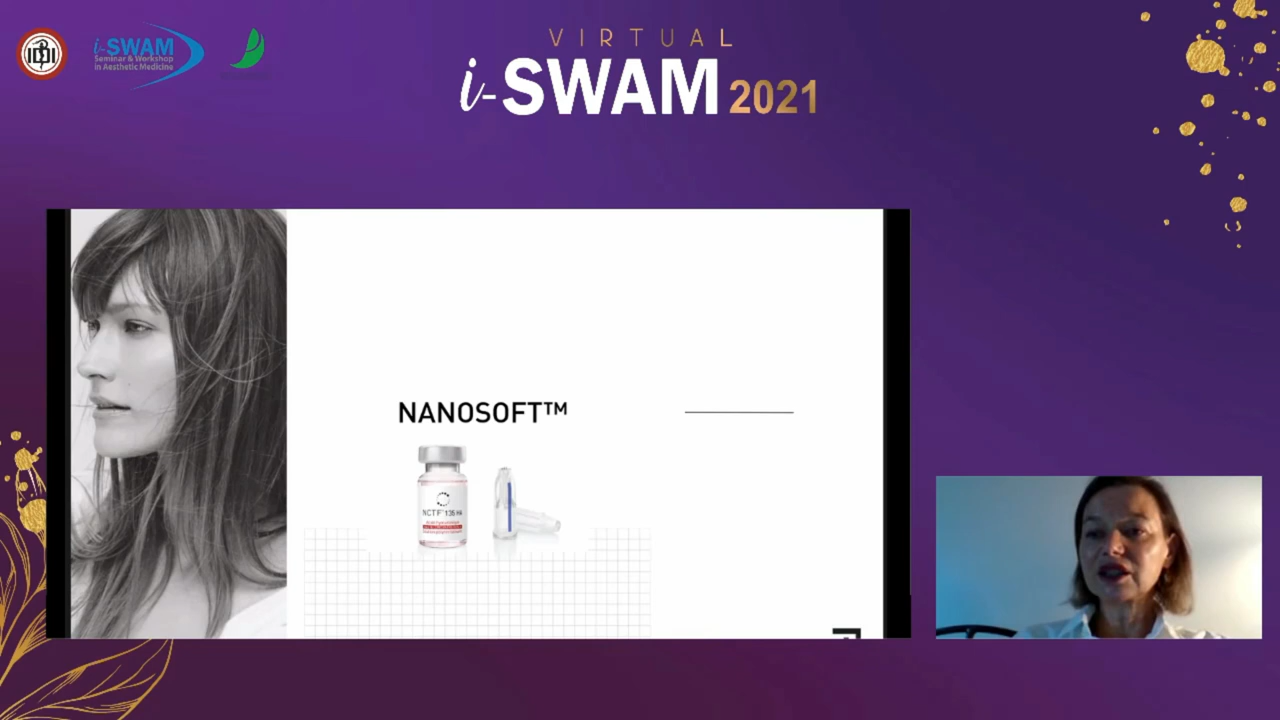 i-SWAM
Seminar & Workshop
in Aesthetic Medicine
VIRTUAL
i-SWAM 2021
NANOSOFT™
NCTF® 135 HA